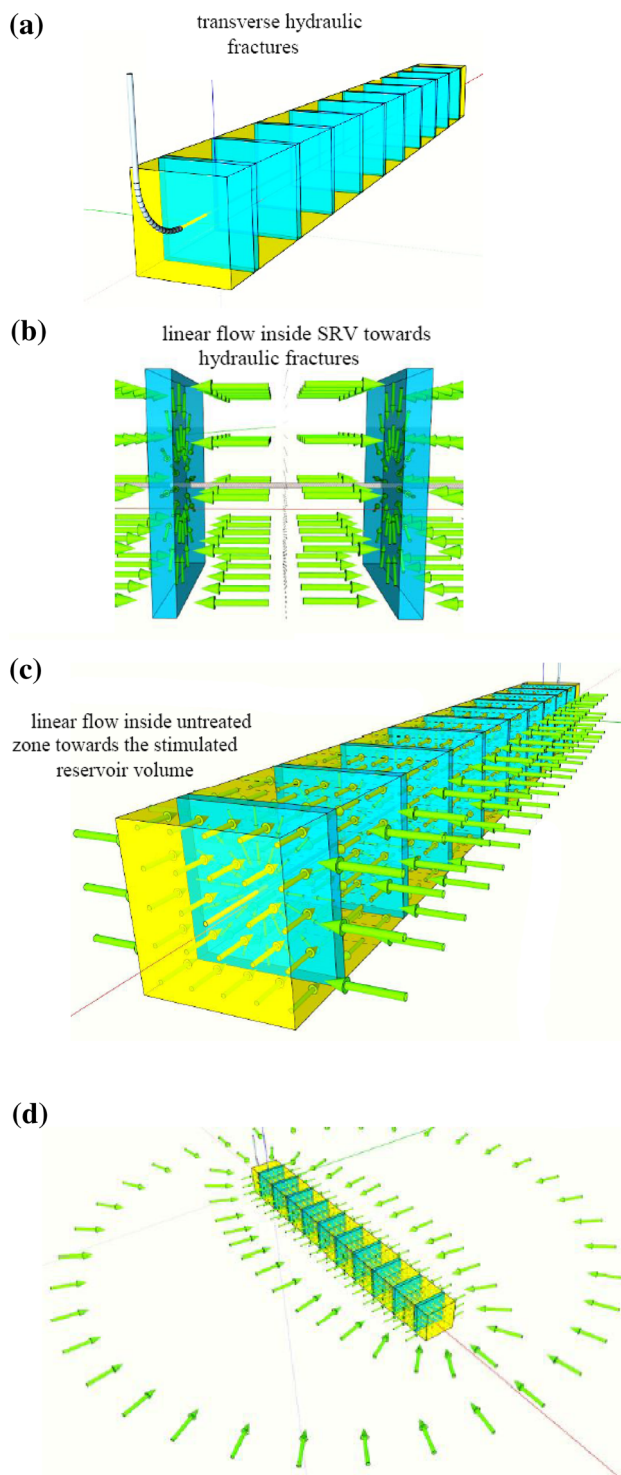 (a)
transverse hydraulic
fractures
(b)
linear flow inside SRV towards
hydraulic fractures
(c)
linear flow inside untreated
zone towards the stimulated
reservoir volume
(d)